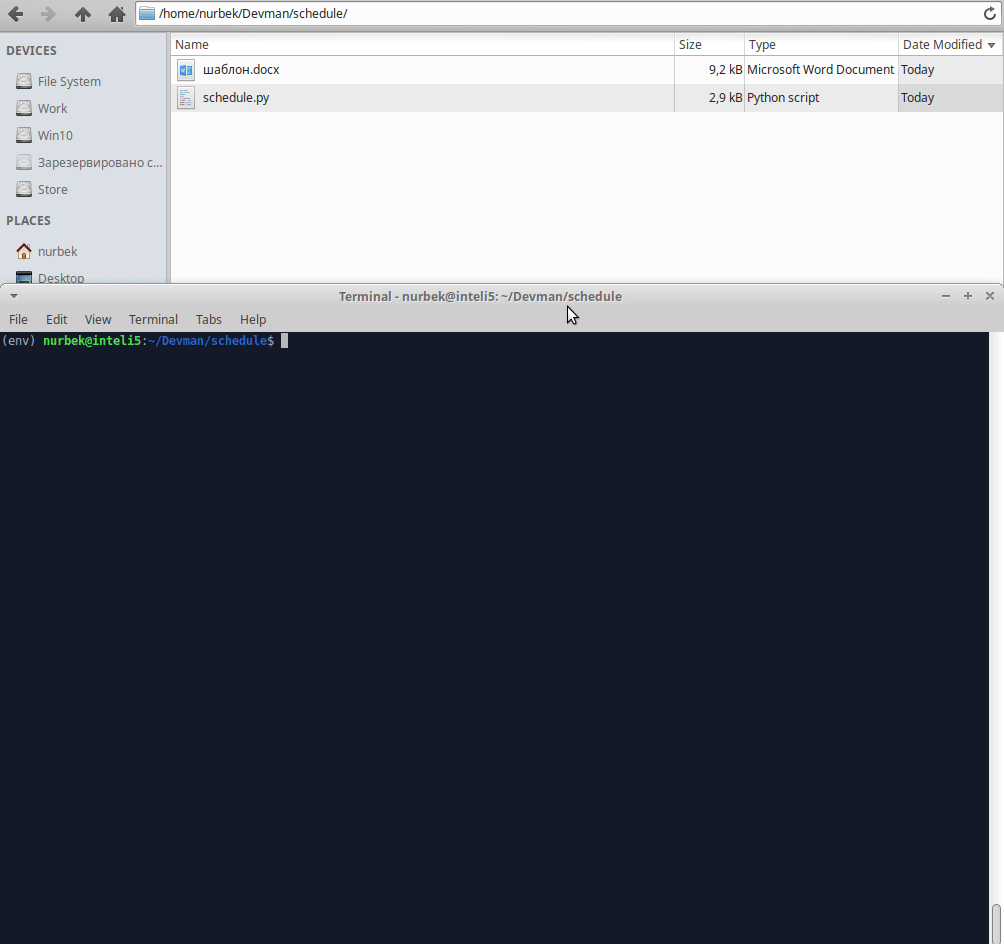 /home/nurbek/Devman/schedule/
DEVICES
File System
Work
Win10
Зарезервировано с...
Store
PLACES
nurbek
Desktop
Name Size Type Date Modified
шаблон.docx 9,2 kB Microsoft Word Document Today
schedule.py 2,9 kB Python script Today
Terminal - nurbek@inteli5: ~/Devman/schedule
File Edit View Terminal Tabs Help
(env) nurbek@inteli5:~/Devman/schedule$